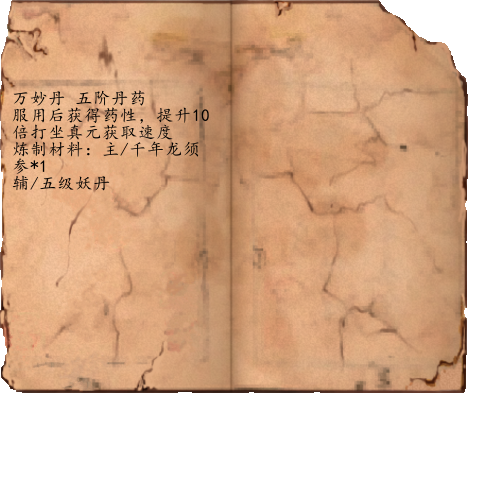 万妙丹 五阶丹药
服用后获得药性，提升10
倍打坐真元获取速度
炼制材料：主/千年龙须
参*1
辅/五级妖丹